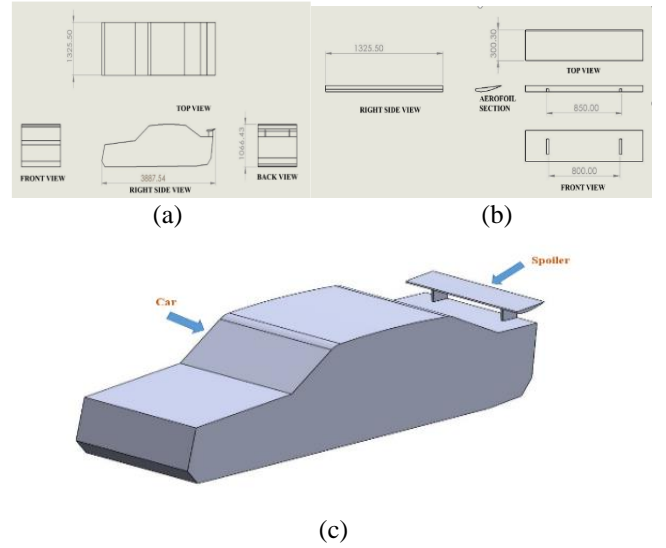 1325.50
TOP VIEW
FRONT VIEW
3887.54
RIGHT SIDE VIEW
1066.43
BACK VIEW
(a)
1325.50
RIGHT SIDE VIEW
AEROFOIL
SECTION
300.30
TOP VIEW
850.00
800.00
FRONT VIEW
(b)
Car
Spoiler
(c)